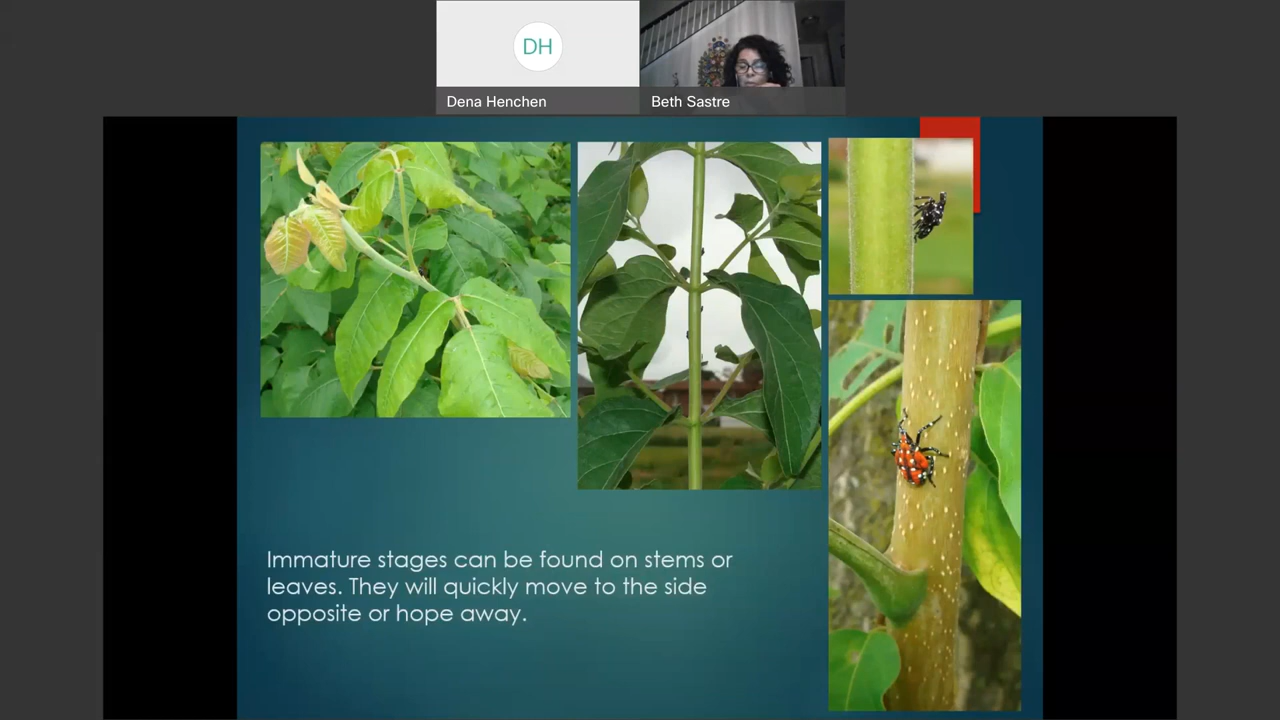 DH
Dena Henchen
Beth Sastre
Immature stages can be found on stems or
leaves. They will quickly move to the side
opposite or hope away.